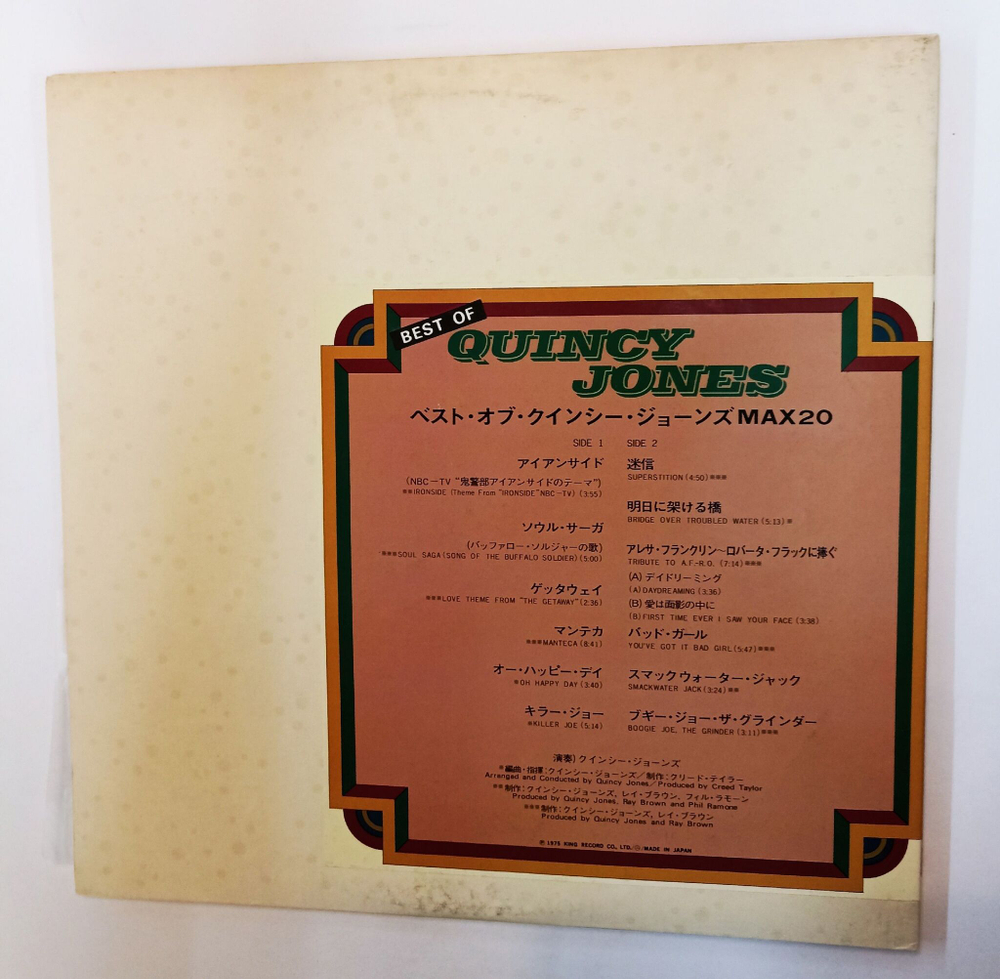 BEST OF
QUINCY
JONES
ベスト・オブ・クインシー・ジョーンズMAX20
SIDE 1
アイアンサイド
(NBC-TV“鬼警部アイアンサイドのテーマ”)
※※IRONSIDE (Theme From "IRONSIDE" NBC-TV) (3:55)
ソウル・サーガ
(バッファロー・ソルジャーの歌)
※※※SOUL SAGA (SONG OF THE BUFFALO SOLDIER) (5:00)
ゲッタウェイ
※※※LOVE THEME FROM "THE GETAWAY" (2:36)
マンテカ
※※※MANTECA (8:41)
オー・ハッピー・デイ
※OH HAPPY DAY (3:40)
キラー・ジョー
※KILLER JOE (5:14)
SIDE 2
迷信
SUPERSTITION (4:50)※※※
明日に架ける橋
BRIDGE OVER TROUBLED WATER (5:13)※
アレサ・フランクリン〜ロバータ・フラックに捧ぐ
TRIBUTE TO A.F.-R.O. (7:14)※※※
(A) デイドリーミング
(A) DAYDREAMING (3:36)
(B) 愛は面影の中に
(B) FIRST TIME EVER I SAW YOUR FACE (3:38)
バッド・ガール
YOU'VE GOT IT BAD GIRL (5:47)※※※
スマックウォーター・ジャック
SMACKWATER JACK (3:24)※※
ブギー・ジョー・ザ・グラインダー
BOOGIE JOE, THE GRINDER (3:11)※※※
演奏)クインシー・ジョーンズ
※編曲・指揮:クインシー・ジョーンズ/制作:クリード・テイラー
Arranged and Conducted by Quincy Jones/Produced by Creed Taylor
※※制作:クインシー・ジョーンズ, レイ・ブラウン, フィル・ラモーン
Produced by Quincy Jones, Ray Brown and Phil Ramone
※※※制作:クインシー・ジョーンズ, レイ・ブラウン
Produced by Quincy Jones and Ray Brown
℗ 1976 KING RECORD CO., LTD. MADE IN JAPAN